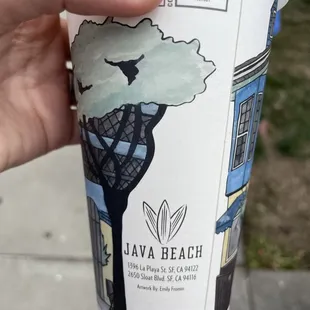 JAVA BEACH
1396 La Playa St. SF, CA 94122
2650 Sloat Blvd. SF, CA 94116
Artwork By: Emily Fromm